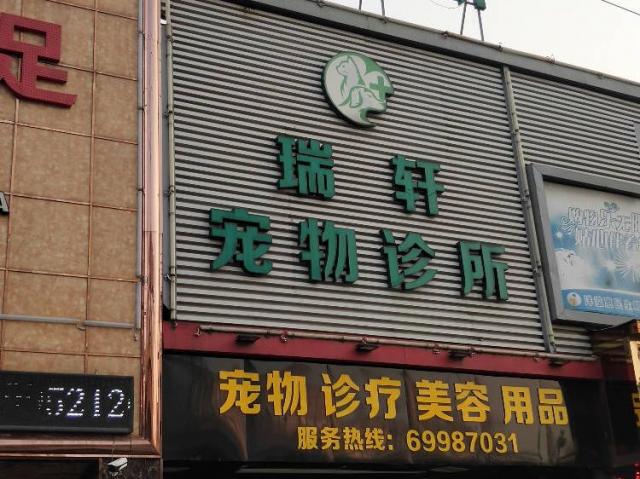 足
瑞轩
宠物诊所
宠物 诊疗 美容 用品
服务热线：69987031
5212